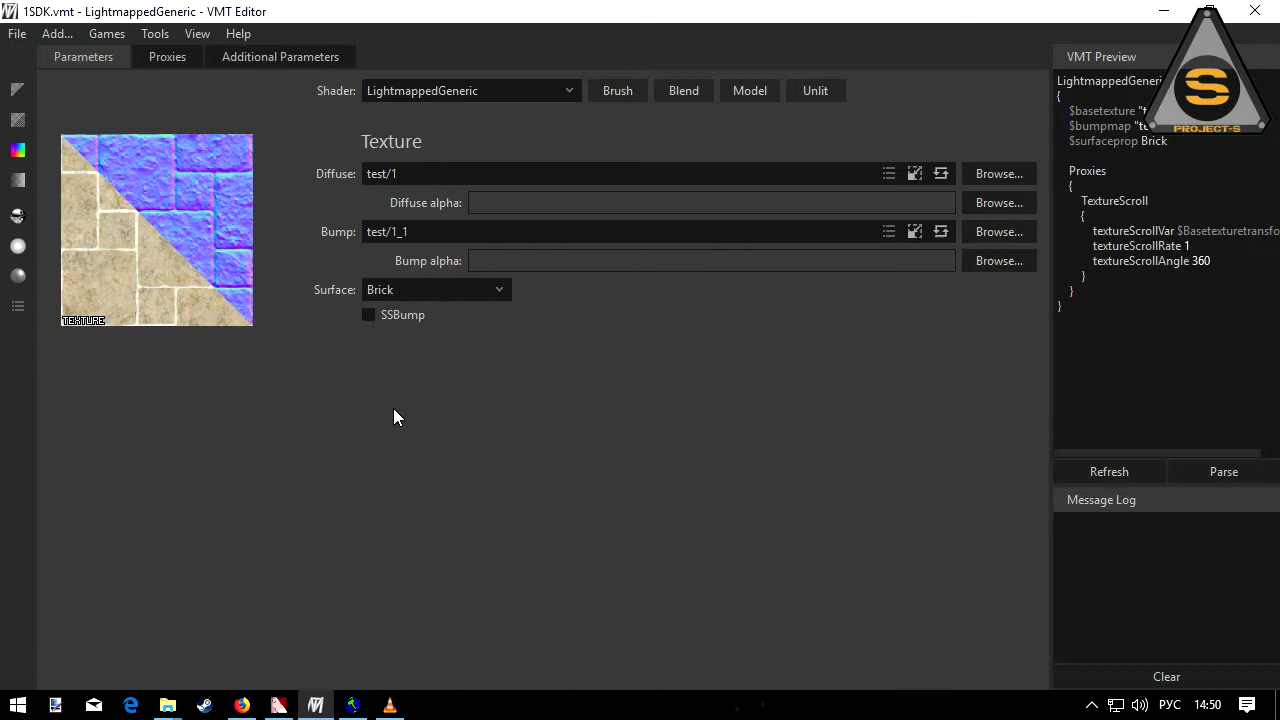 1SDK.vmt - LightmappedGeneric - VMT Editor
File Add... Games Tools View Help
Parameters Proxies Additional Parameters
Shader: LightmappedGeneric Brush Blend Model Unlit
Texture
Diffuse: test/1 Browse...
Diffuse alpha: Browse...
Bump: test/1_1 Browse...
Bump alpha: Browse...
Surface: Brick
SSBump
TEXTURE
VMT Preview
LightmappedGeneri
{
$basetexture "t
$bumpmap "te
$surfaceprop Brick
Proxies
{
TextureScroll
{
textureScrollVar $Basetexturetransfo
textureScrollRate 1
textureScrollAngle 360
}
}
}
Refresh Parse
Message Log
Clear
S
PROJECT-S
РУС 14:50